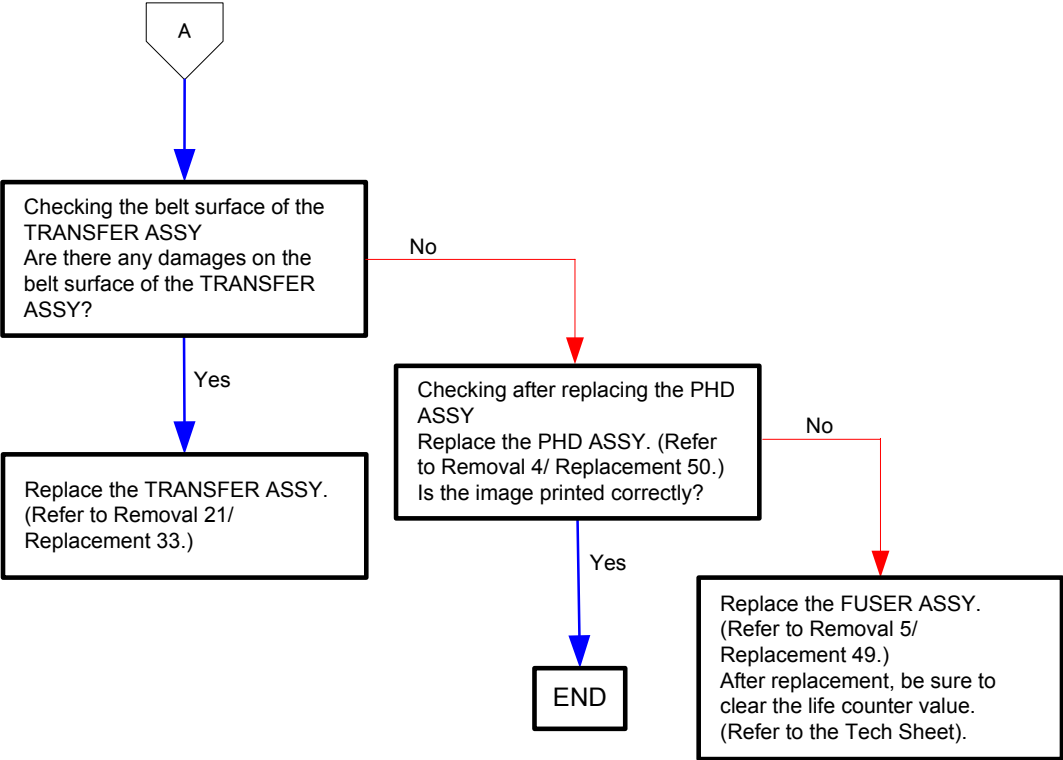 A
Checking the belt surface of the
TRANSFER ASSY
Are there any damages on the
belt surface of the TRANSFER
ASSY?
No
Yes
Replace the TRANSFER ASSY.
(Refer to Removal 21/
Replacement 33.)
Checking after replacing the PHD
ASSY
Replace the PHD ASSY. (Refer
to Removal 4/ Replacement 50.)
Is the image printed correctly?
No
Yes
END
Replace the FUSER ASSY.
(Refer to Removal 5/
Replacement 49.)
After replacement, be sure to
clear the life counter value.
(Refer to the Tech Sheet).